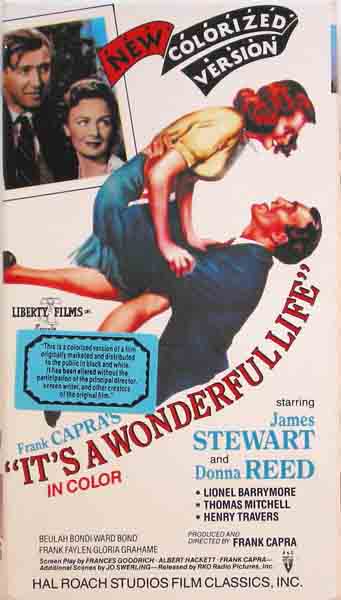 NEW COLORIZED
VERSION
LIBERTY FILMS INC.
"This is a colorized version of a film
originally marketed and distributed
to the public in black and white.
It has been altered without the
participation of the principal director,
screen writer, and other creators
of the original film."
Frank CAPRA'S
"IT'S A WONDERFUL LIFE"
IN COLOR
starring
James
STEWART
and
Donna REED
• LIONEL BARRYMORE
• THOMAS MITCHELL
• HENRY TRAVERS
BEULAH BONDI·WARD BOND
FRANK FAYLEN·GLORIA GRAHAME
PRODUCED AND
DIRECTED BY FRANK CAPRA
Screen Play by FRANCES GOODRICH - ALBERT HACKETT - FRANK CAPRA—
Additional Scenes by JO SWERLING—Released by RKO Radio Pictures, Inc.
HAL ROACH STUDIOS FILM CLASSICS, INC.